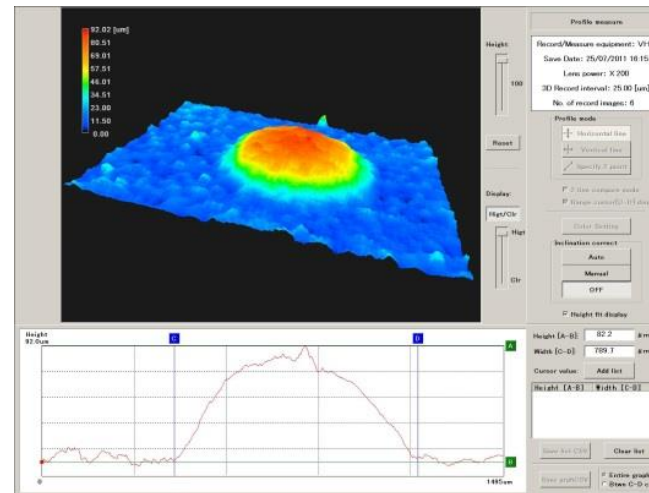 92.02 [um]
80.51
69.01
57.51
46.01
34.51
23.00
11.50
0.00
Height:
100
Reset
Display:
Higt/Clr
Higt
Clr
Profile measure
Record/Measure equipment: VH
Save Date: 25/07/2011 16:15
Lens power: X 200
3D Record interval: 25.00 [um]
No. of record images: 6
Profile mode
Horizontal line
Vertical line
Specify 2 point
2 line compare mode
Color Setting
Inclination correct
Auto
Manual
OFF
Height fit display
Height
92.0um
C
D
A
B
0
1485um
Height [A-B]: 82.2
Width [C-D]: 789.7
Cursor value: Add list
Height [A-B] Width [C-D]
Save list CSV Clear list
Entire graph
Btwn C-D